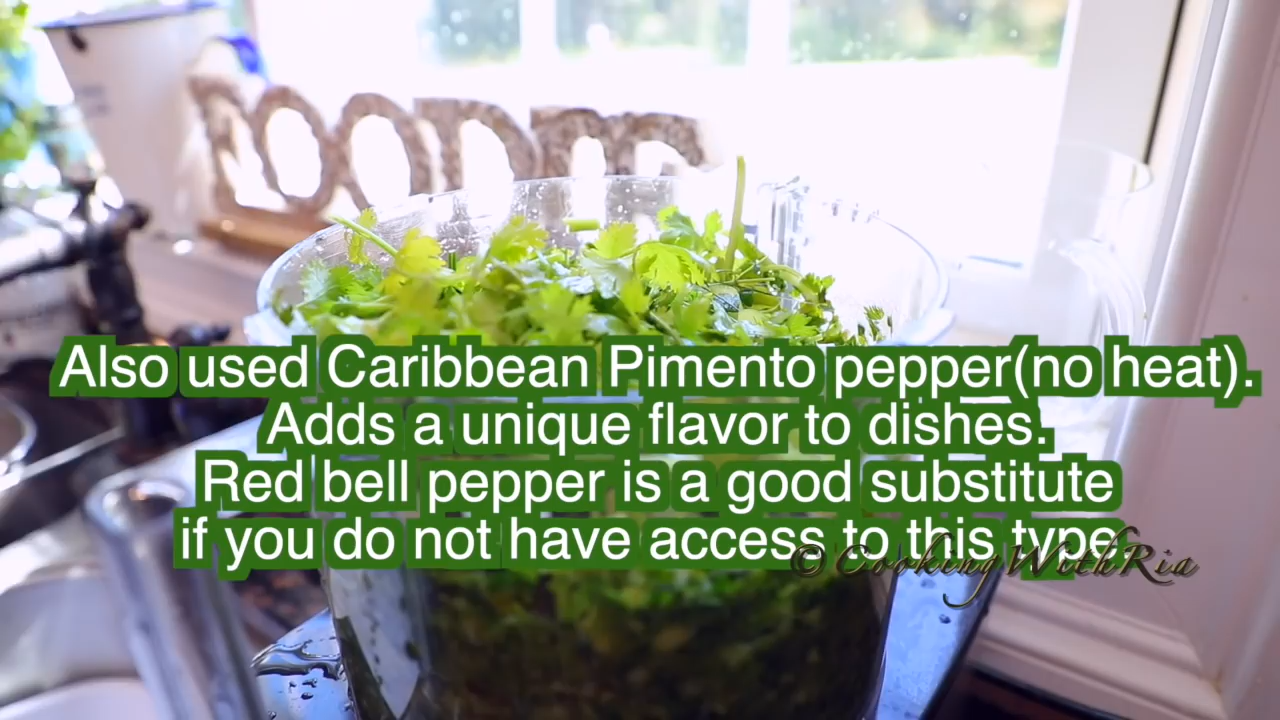 Also used Caribbean Pimento pepper(no heat).
Adds a unique flavor to dishes.
Red bell pepper is a good substitute
if you do not have access to this type.
© CookingWithRia